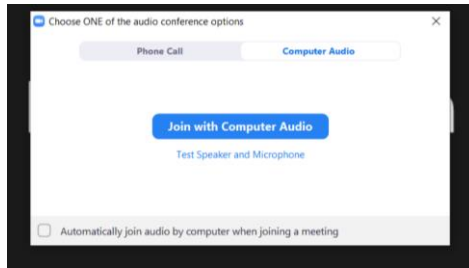 Choose ONE of the audio conference options
Phone Call
Computer Audio
Join with Computer Audio
Test Speaker and Microphone
Automatically join audio by computer when joining a meeting